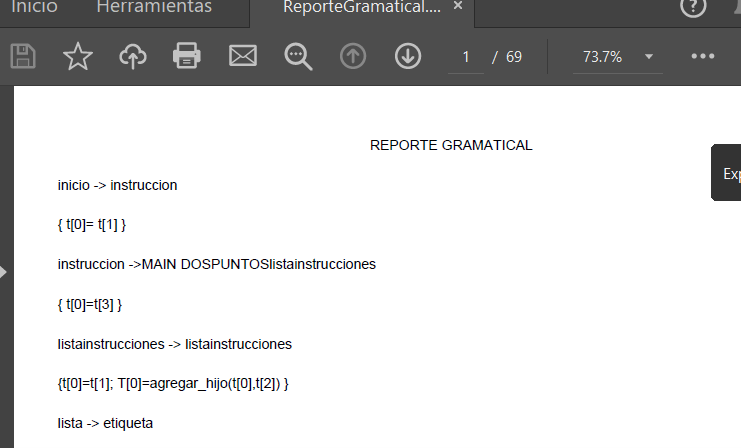 Inicio Herramientas ReporteGramatical.... ×
1 / 69 73.7%
REPORTE GRAMATICAL
Exp
inicio -> instruccion
{ t[0]= t[1] }
instruccion ->MAIN DOSPUNTOSlistainstrucciones
{ t[0]=t[3] }
listainstrucciones -> listainstrucciones
{t[0]=t[1]; T[0]=agregar_hijo(t[0],t[2]) }
lista -> etiqueta